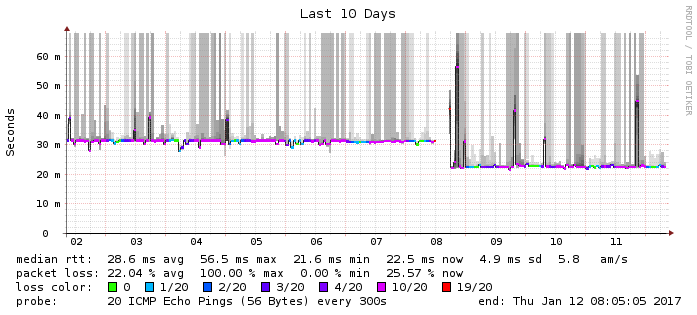 Last 10 Days
RRDTOOL / TOBI OETIKER
Seconds
60 m
50 m
40 m
30 m
20 m
10 m
0
02 03 04 05 06 07 08 09 10 11
median rtt: 28.6 ms avg 56.5 ms max 21.6 ms min 22.5 ms now 4.9 ms sd 5.8 am/s
packet loss: 22.04 % avg 100.00 % max 0.00 % min 25.57 % now
loss color: 0 1/20 2/20 3/20 4/20 10/20 19/20
probe: 20 ICMP Echo Pings (56 Bytes) every 300s end: Thu Jan 12 08:05:05 2017